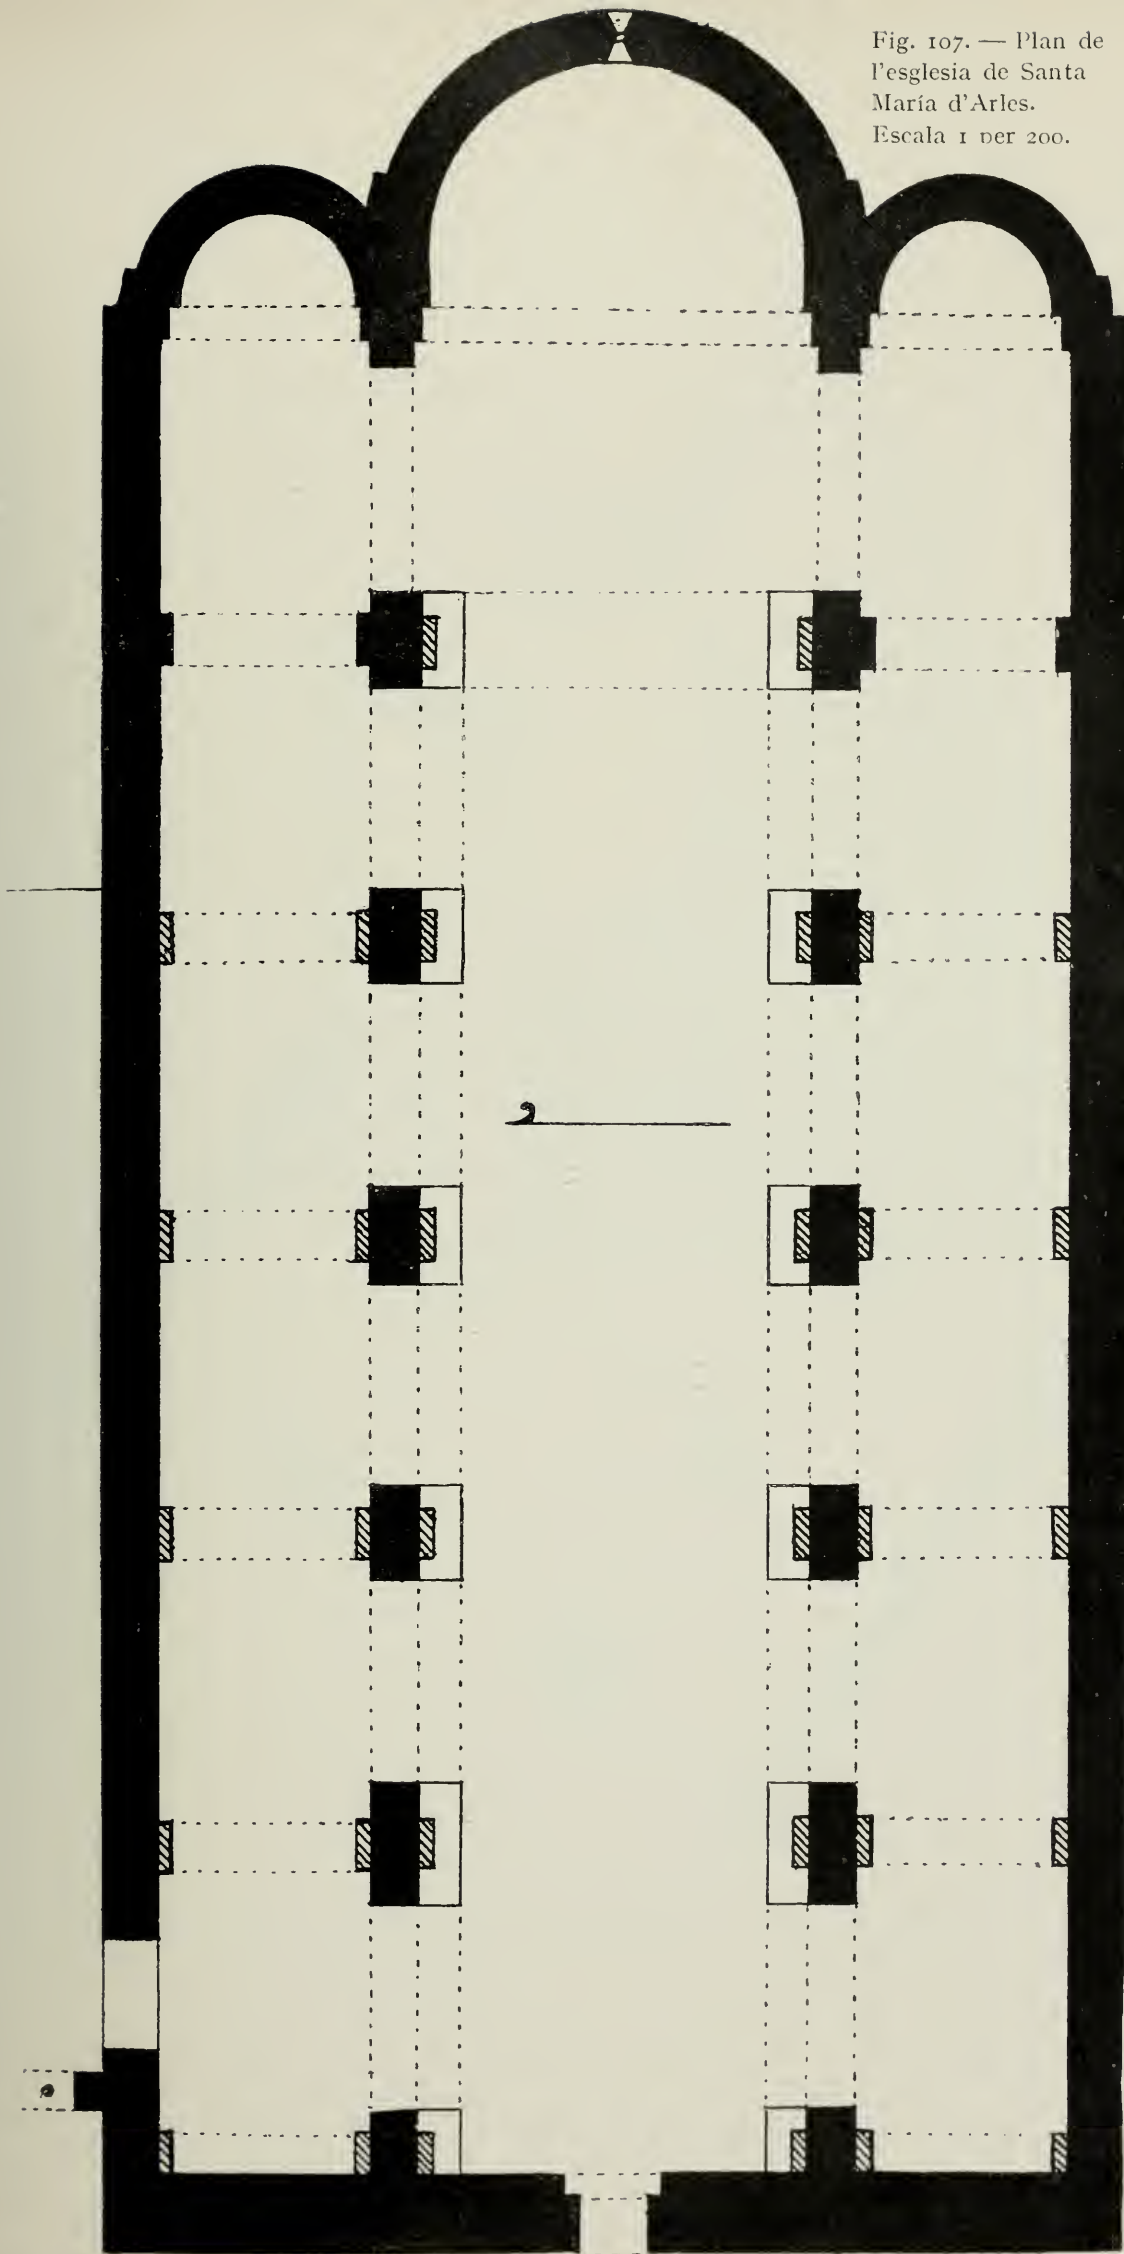 Fig. 107. — Plan de
l'esglesia de Santa
María d'Arles.
Escala 1 per 200.